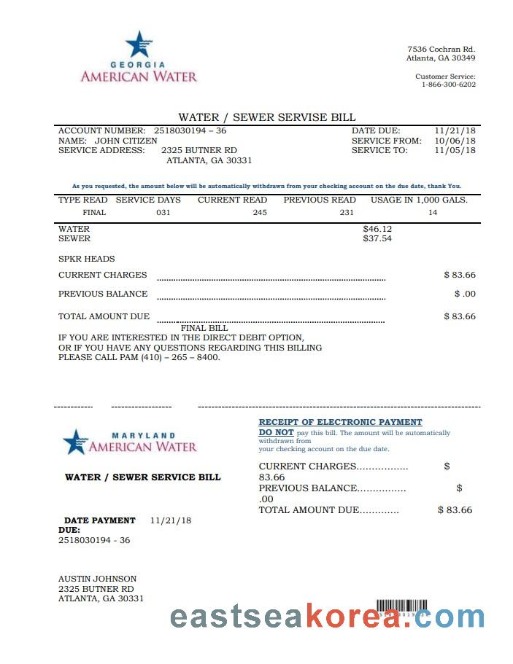 GEORGIA
AMERICAN WATER
7536 Cochran Rd.
Atlanta, GA 30349
Customer Service:
1-866-300-6202
WATER / SEWER SERVISE BILL
ACCOUNT NUMBER: 2518030194 – 36 DATE DUE: 11/21/18
NAME: JOHN CITIZEN SERVICE FROM: 10/06/18
SERVICE ADDRESS: 2325 BUTNER RD SERVICE TO: 11/05/18
ATLANTA, GA 30331
As you requested, the amount below will be automatically withdrawn from your checking account on the due date, thank You.
TYPE READ SERVICE DAYS CURRENT READ PREVIOUS READ USAGE IN 1,000 GALS.
FINAL 031 245 231 14
WATER $46.12
SEWER $37.54
SPKR HEADS
CURRENT CHARGES $ 83.66
PREVIOUS BALANCE $ .00
TOTAL AMOUNT DUE $ 83.66
FINAL BILL
IF YOU ARE INTERESTED IN THE DIRECT DEBIT OPTION,
OR IF YOU HAVE ANY QUESTIONS REGARDING THIS BILLING
PLEASE CALL PAM (410) – 265 – 8400.
MARYLAND
AMERICAN WATER
WATER / SEWER SERVICE BILL
DATE PAYMENT 11/21/18
DUE:
2518030194 - 36
RECEIPT OF ELECTRONIC PAYMENT
DO NOT pay this bill. The amount will be automatically
withdrawn from
your checking account on the due date.
CURRENT CHARGES................ $
83.66
PREVIOUS BALANCE............... $
.00
TOTAL AMOUNT DUE............ $ 83.66
AUSTIN JOHNSON
2325 BUTNER RD
ATLANTA, GA 30331
eastseakorea.com